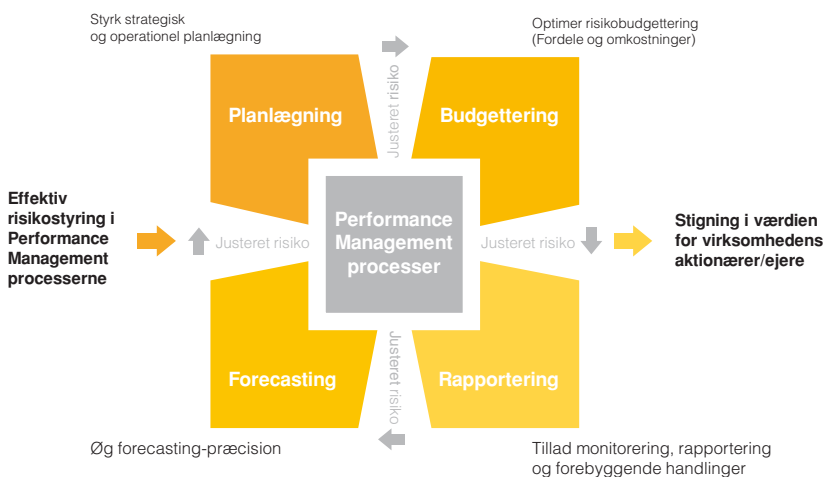 Styrk strategisk
og operationel planlægning
Optimer risikobudgettering
(Fordele og omkostninger)
Planlægning
Justeret risiko
Budgettering
Effektiv
risikostyring i
Performance
Management
processerne
Justeret risiko
Performance
Management
processer
Justeret risiko
Stigning i værdien
for virksomhedens
aktionærer/ejere
Forecasting
Justeret risiko
Rapportering
Øg forecasting-præcision
Tillad monitorering, rapportering
og forebyggende handlinger